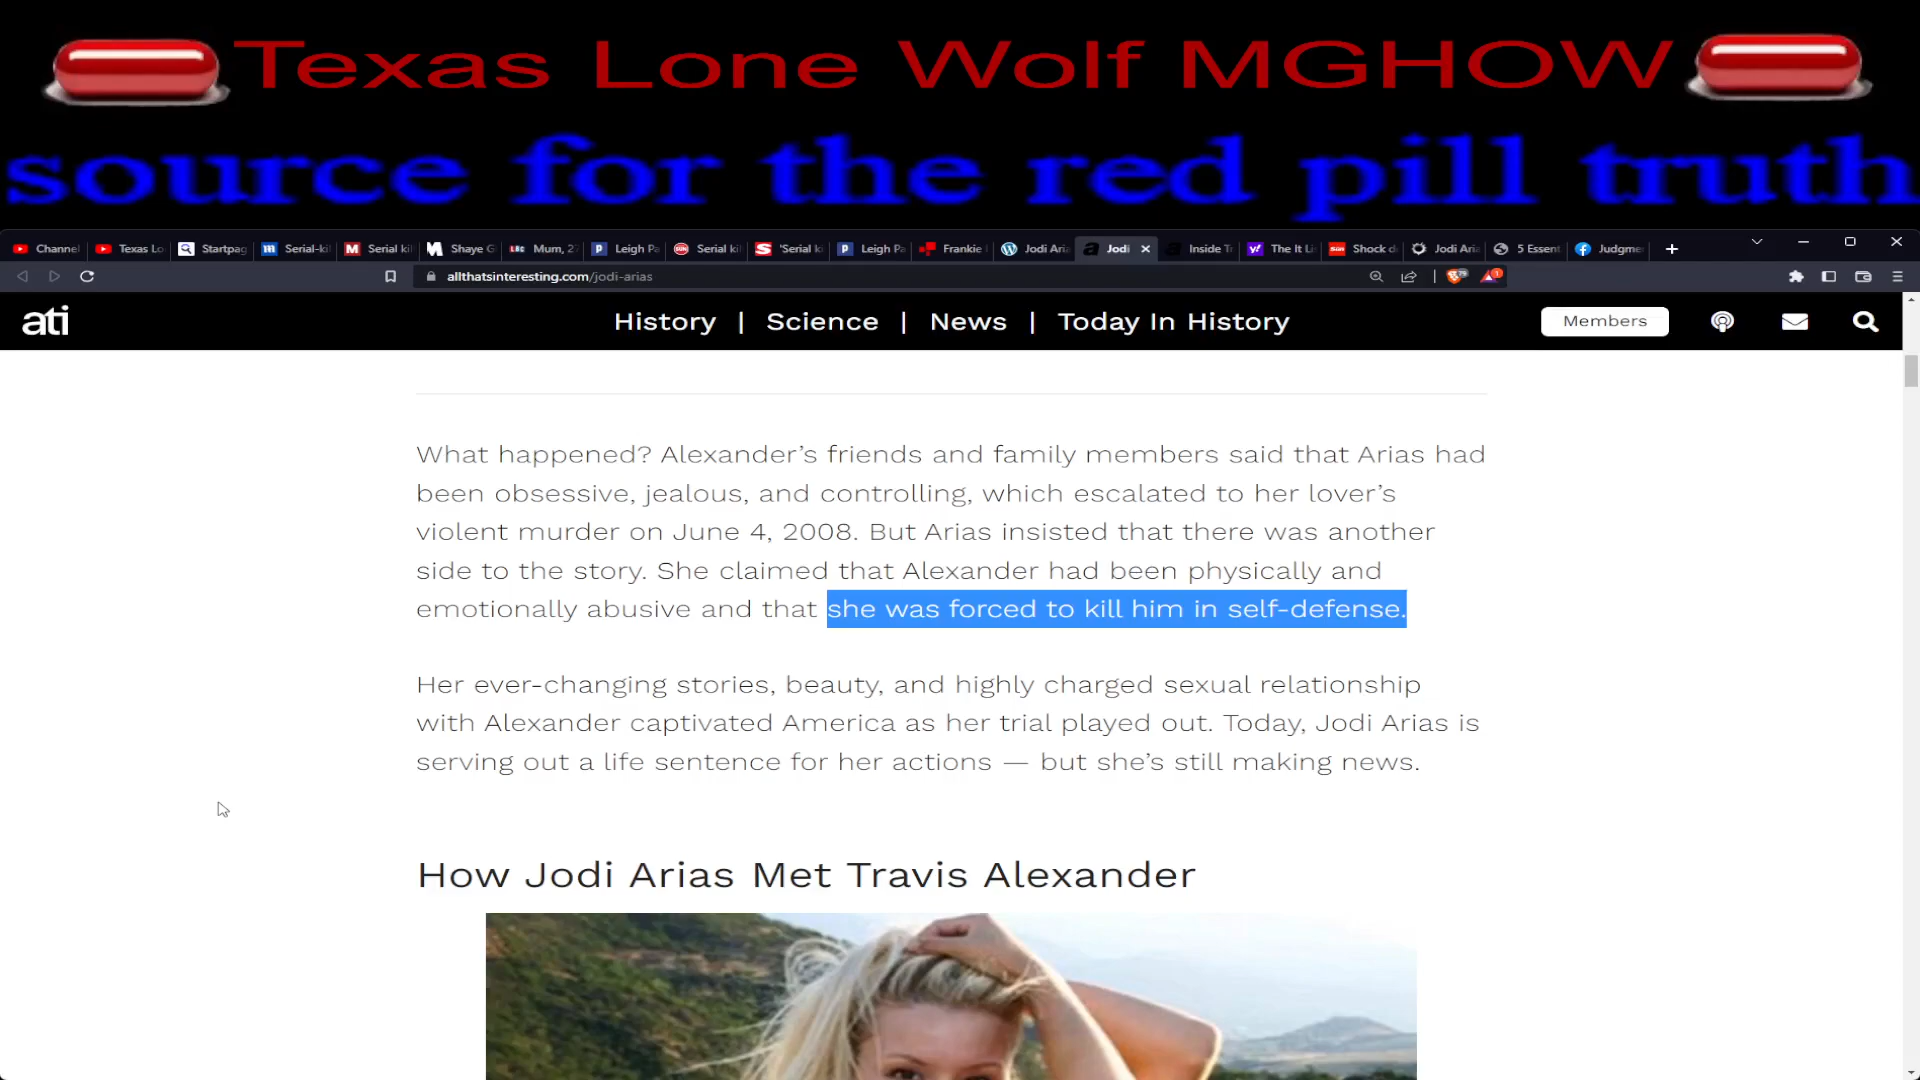 Texas Lone Wolf MGHOW
source for the red pill truth
Channel Texas Lo Startpag Serial-ki Serial ki Shaye G Mum, 2 Leigh Pa Serial ki 'Serial ki Leigh Pa Frankie Jodi Aria Jodi Inside T The It Li Shock d Jodi Aria 5 Essent Judgme
allthatsinteresting.com/jodi-arias
ati
History | Science | News | Today In History
Members
What happened? Alexander’s friends and family members said that Arias had
been obsessive, jealous, and controlling, which escalated to her lover’s
violent murder on June 4, 2008. But Arias insisted that there was another
side to the story. She claimed that Alexander had been physically and
emotionally abusive and that she was forced to kill him in self-defense.
Her ever-changing stories, beauty, and highly charged sexual relationship
with Alexander captivated America as her trial played out. Today, Jodi Arias is
serving out a life sentence for her actions — but she’s still making news.
How Jodi Arias Met Travis Alexander